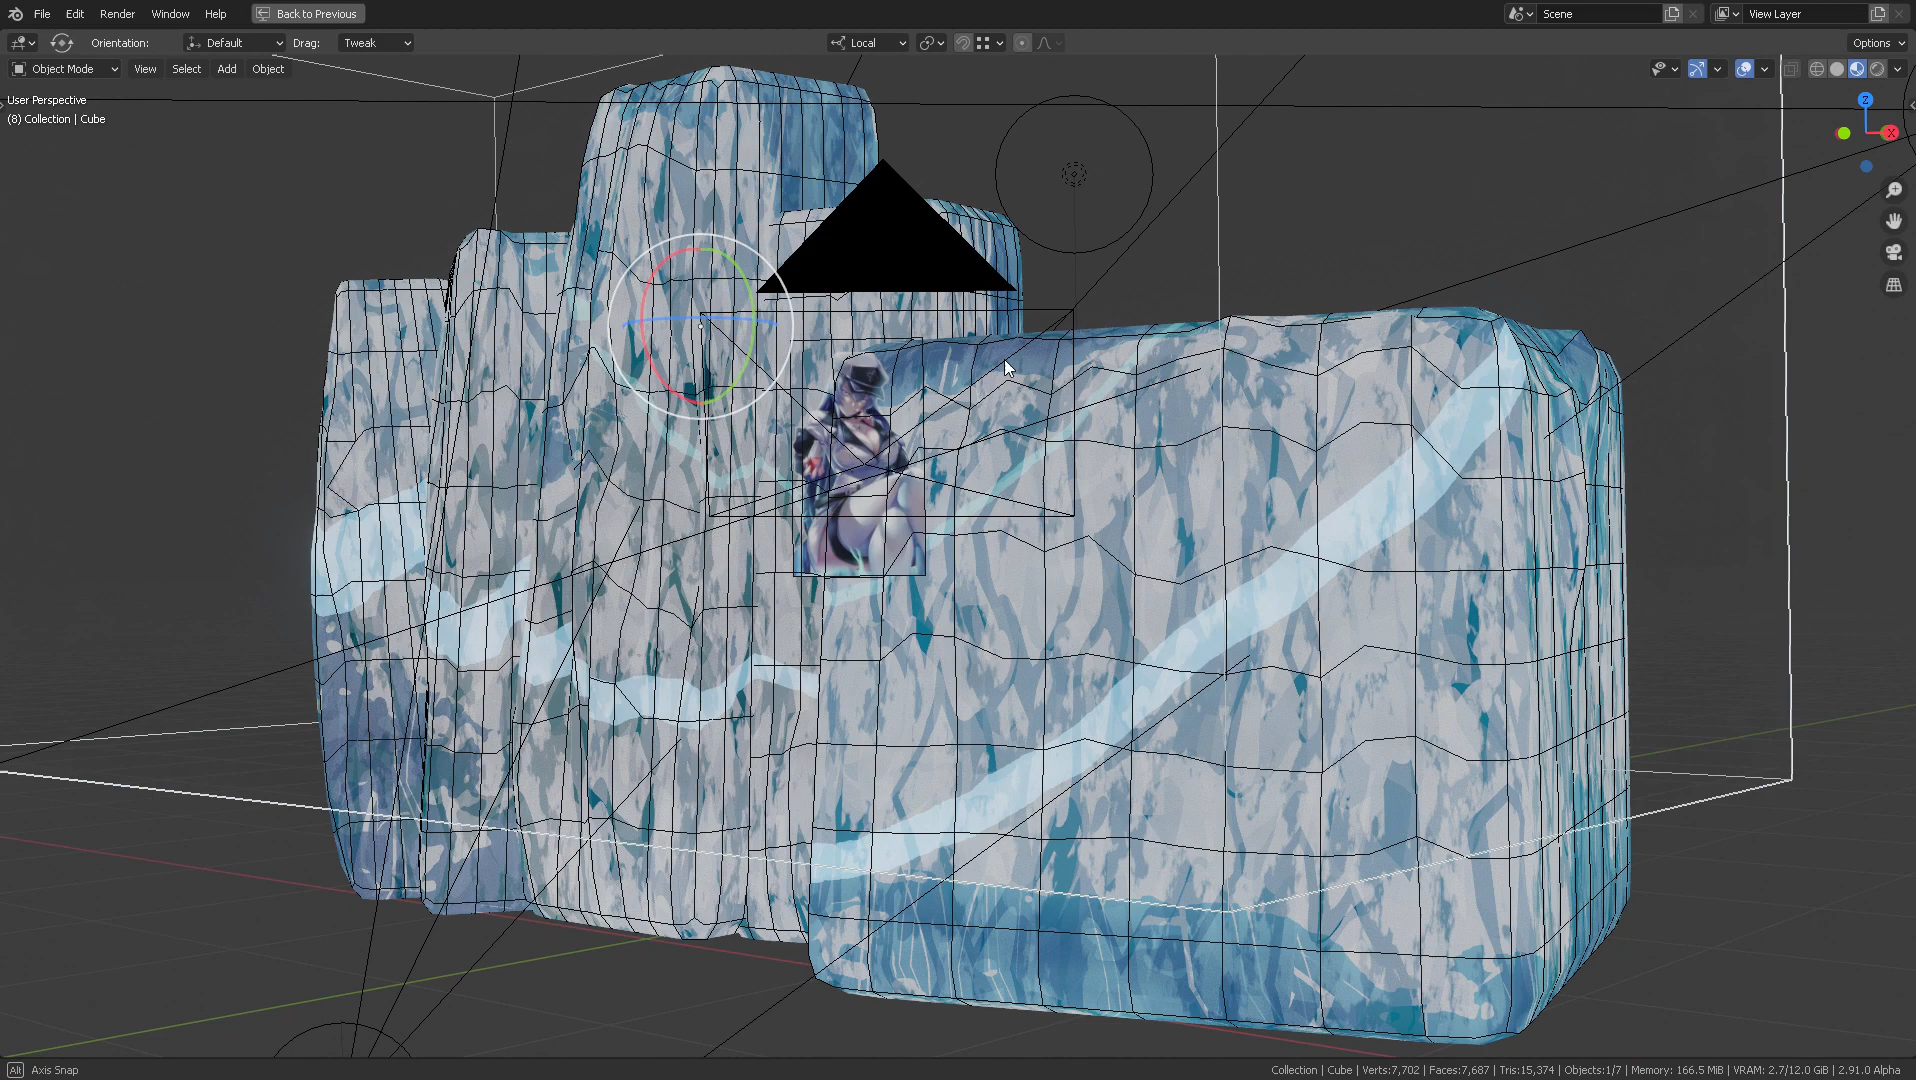 File Edit Render Window Help Back to Previous Scene View Layer
Orientation: Default Drag: Tweak Local Options
Object Mode View Select Add Object
User Perspective
(8) Collection | Cube
Z
X
Alt Axis Snap
Collection | Cube | Verts:7,702 | Faces:7,687 | Tris:15,374 | Objects:1/7 | Memory: 166.5 MiB | VRAM: 2.7/12.0 GiB | 2.91.0 Alpha